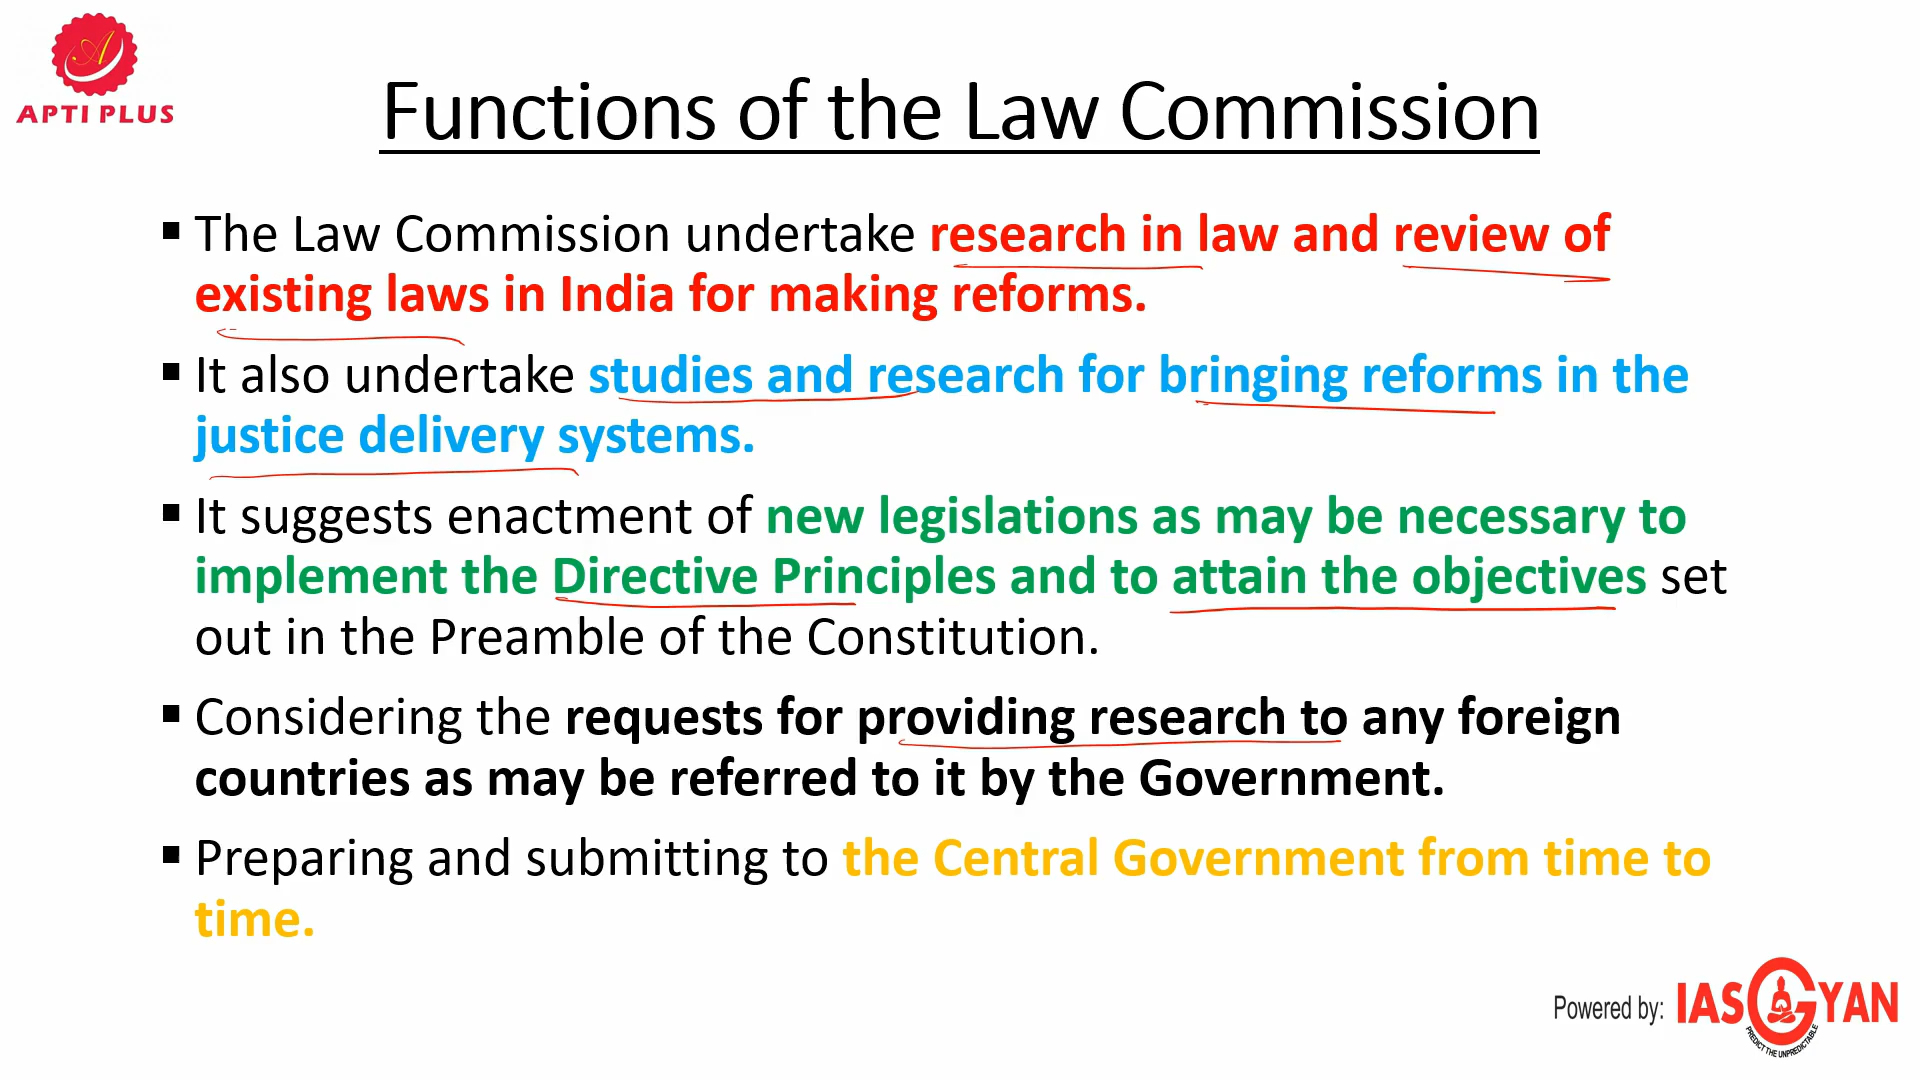 APTI PLUS
Functions of the Law Commission
▪ The Law Commission undertake research in law and review of
existing laws in India for making reforms.
▪ It also undertake studies and research for bringing reforms in the
justice delivery systems.
▪ It suggests enactment of new legislations as may be necessary to
implement the Directive Principles and to attain the objectives set
out in the Preamble of the Constitution.
▪ Considering the requests for providing research to any foreign
countries as may be referred to it by the Government.
▪ Preparing and submitting to the Central Government from time to
time.
Powered by: IAS GYAN
PREDICT THE UNPREDICTABLE